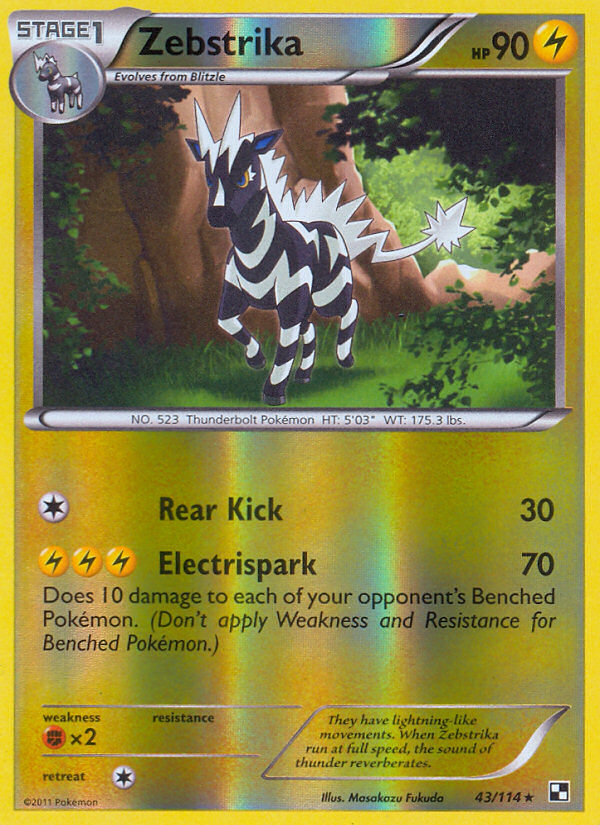 STAGE1
Zebstrika
HP 90
Evolves from Blitzle
NO. 523 Thunderbolt Pokémon HT: 5'03" WT: 175.3 lbs.
Rear Kick 30
Electrispark 70
Does 10 damage to each of your opponent's Benched
Pokémon. (Don't apply Weakness and Resistance for
Benched Pokémon.)
weakness resistance
×2
They have lightning-like
movements. When Zebstrika
run at full speed, the sound of
thunder reverberates.
retreat
©2011 Pokémon
Illus. Masakazu Fukuda
43/114★